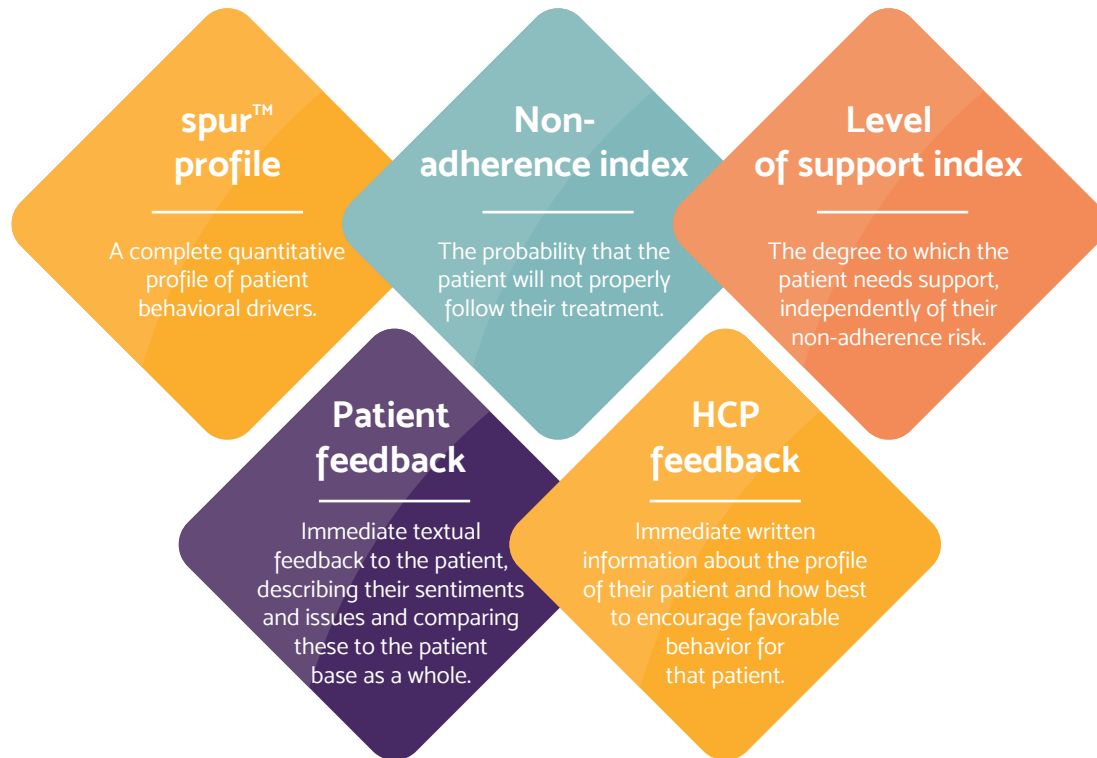 spur™
profile
A complete quantitative
profile of patient
behavioral drivers.
Non-
adherence index
The probability that the
patient will not properly
follow their treatment.
Level
of support index
The degree to which the
patient needs support,
independently of their
non-adherence risk.
Patient
feedback
Immediate textual
feedback to the patient,
describing their sentiments
and issues and comparing
these to the patient
base as a whole.
HCP
feedback
Immediate written
information about the profile
of their patient and how best
to encourage favorable
behavior for
that patient.